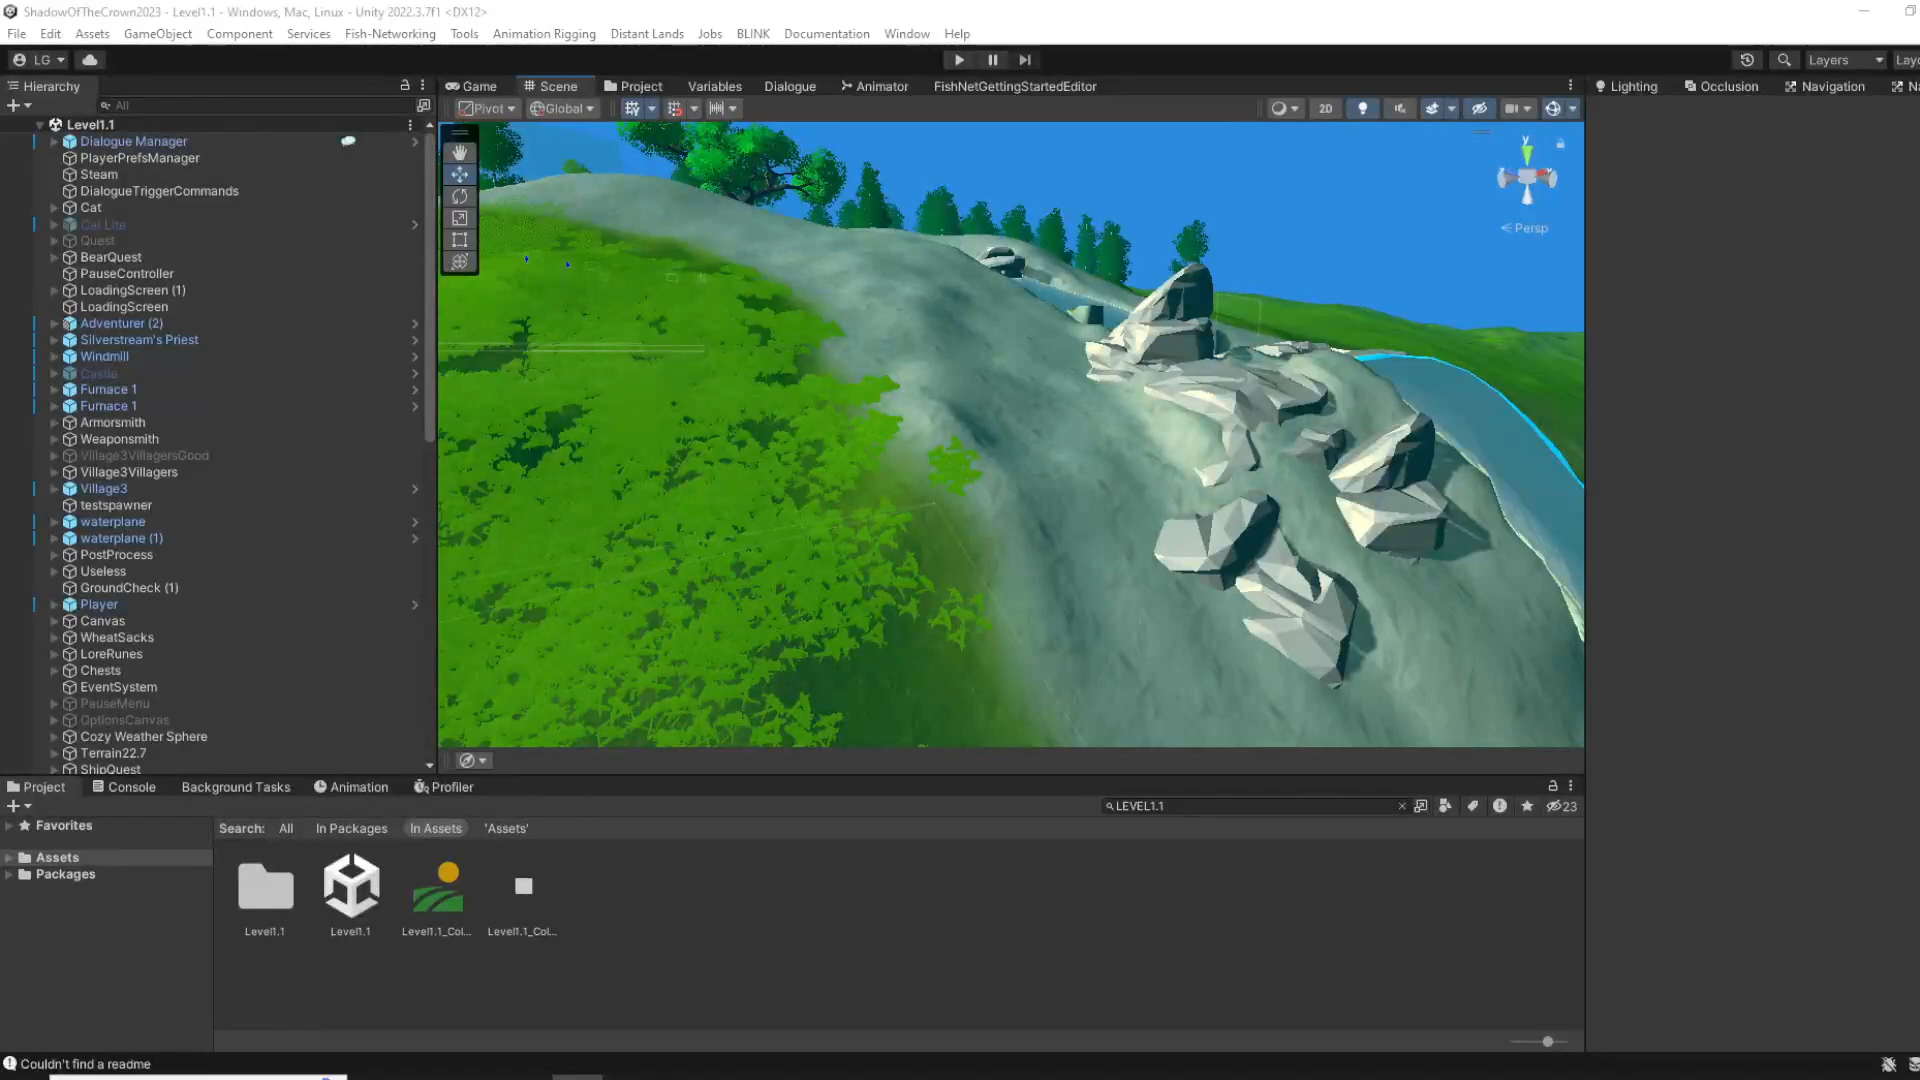 ShadowOfTheCrown2023 - Level1.1 - Windows, Mac, Linux - Unity 2022.3.7f1 <DX12>
File Edit Assets GameObject Component Services Fish-Networking Tools Animation Rigging Distant Lands Jobs BLINK Documentation Window Help
LG Layers
Hierarchy Game Scene Project Variables Dialogue Animator FishNetGettingStartedEditor Lighting Occlusion Navigation
All Pivot Global 2D
Level1.1
Dialogue Manager
PlayerPrefsManager
Steam
DialogueTriggerCommands
Cat
Cat Lite
Quest
BearQuest
PauseController
LoadingScreen (1)
LoadingScreen
Adventurer (2)
Silverstream's Priest
Windmill
Castle
Furnace 1
Furnace 1
Armorsmith
Weaponsmith
Village3VillagersGood
Village3Villagers
Village3
testspawner
waterplane
waterplane (1)
PostProcess
Useless
GroundCheck (1)
Player
Canvas
WheatSacks
LoreRunes
Chests
EventSystem
PauseMenu
OptionsCanvas
Cozy Weather Sphere
Terrain22.7
ShipQuest
y
Persp
Project Console Background Tasks Animation Profiler
LEVEL1.1 23
Favorites
Assets
Packages
Search: All In Packages In Assets 'Assets'
Level1.1 Level1.1 Level1.1_Col... Level1.1_Col...
Couldn't find a readme